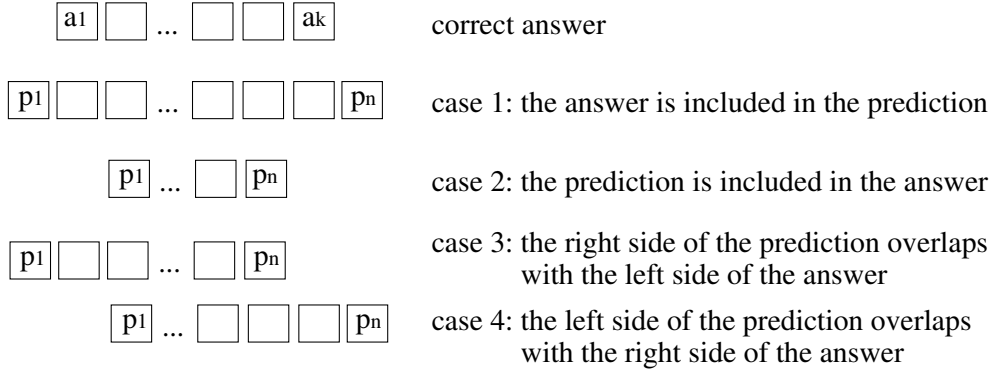 a1 ... ak correct answer
p1 ... pn case 1: the answer is included in the prediction
p1 ... pn case 2: the prediction is included in the answer
p1 ... pn case 3: the right side of the prediction overlaps
with the left side of the answer
p1 ... pn case 4: the left side of the prediction overlaps
with the right side of the answer